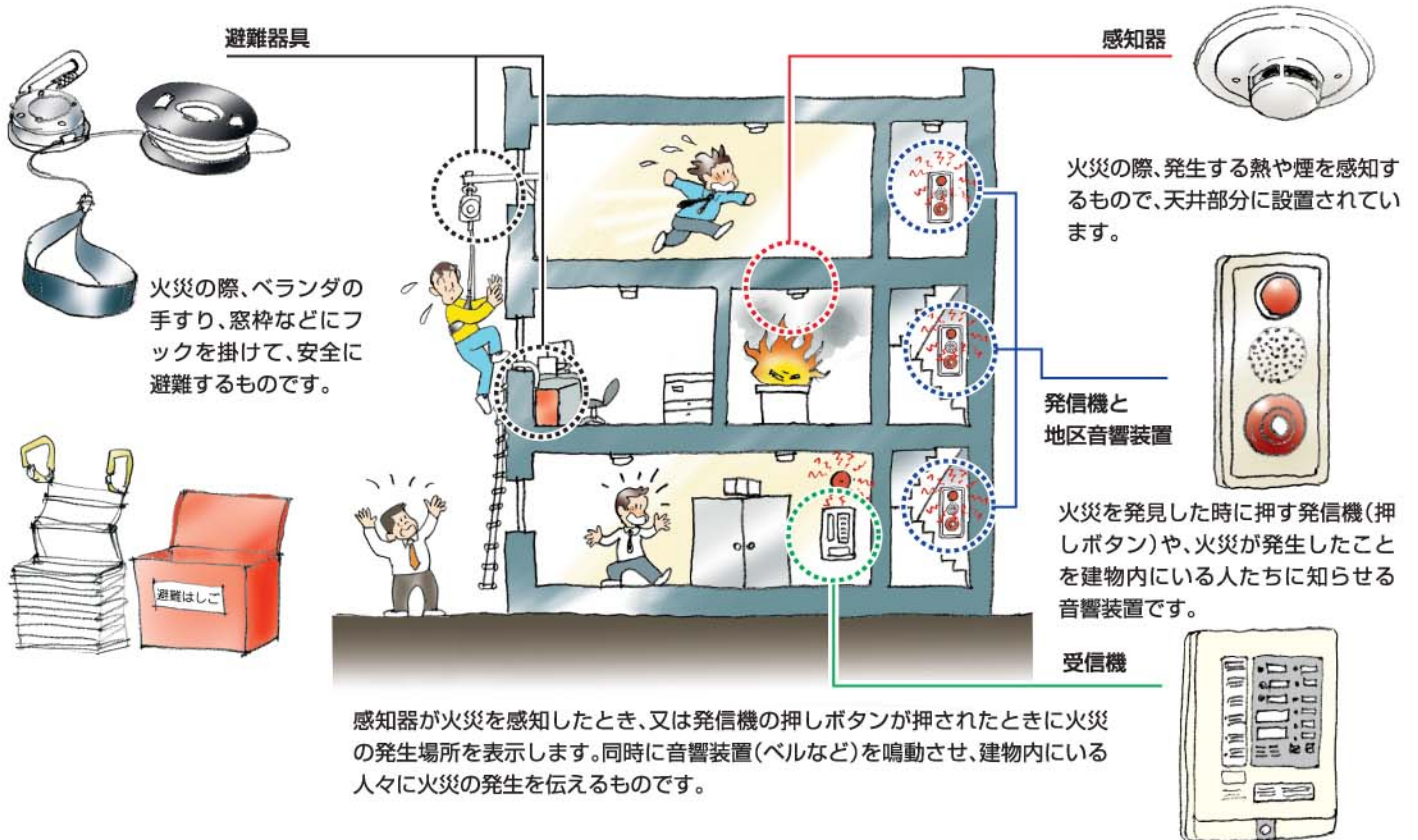 避難器具
火災の際、ベランダの
手すり、窓枠などにフ
ックを掛けて、安全に
避難するものです。
避難はしご
感知器
火災の際、発生する熱や煙を感知す
るもので、天井部分に設置されてい
ます。
発信機と
地区音響装置
火災を発見した時に押す発信機(押
しボタン)や、火災が発生したこと
を建物内にいる人たちに知らせる
音響装置です。
受信機
感知器が火災を感知したとき、又は発信機の押しボタンが押されたときに火災
の発生場所を表示します。同時に音響装置(ベルなど)を鳴動させ、建物内にいる
人々に火災の発生を伝えるものです。